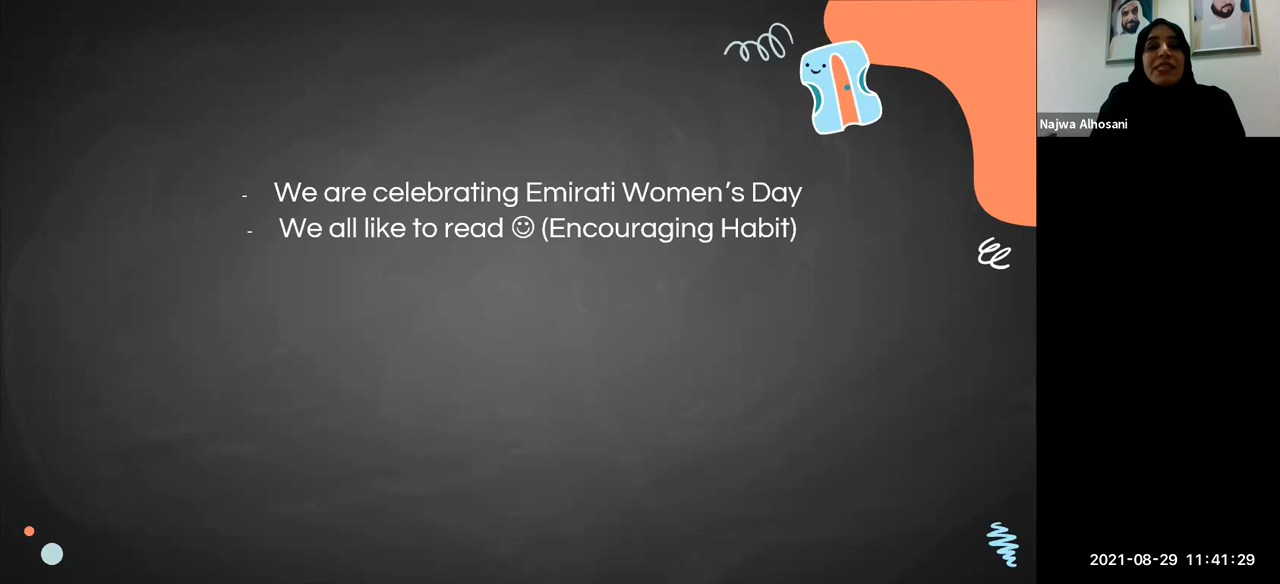 - We are celebrating Emirati Women’s Day
- We all like to read ☺ (Encouraging Habit)
Najwa Alhosani
2021-08-29 11:41:29